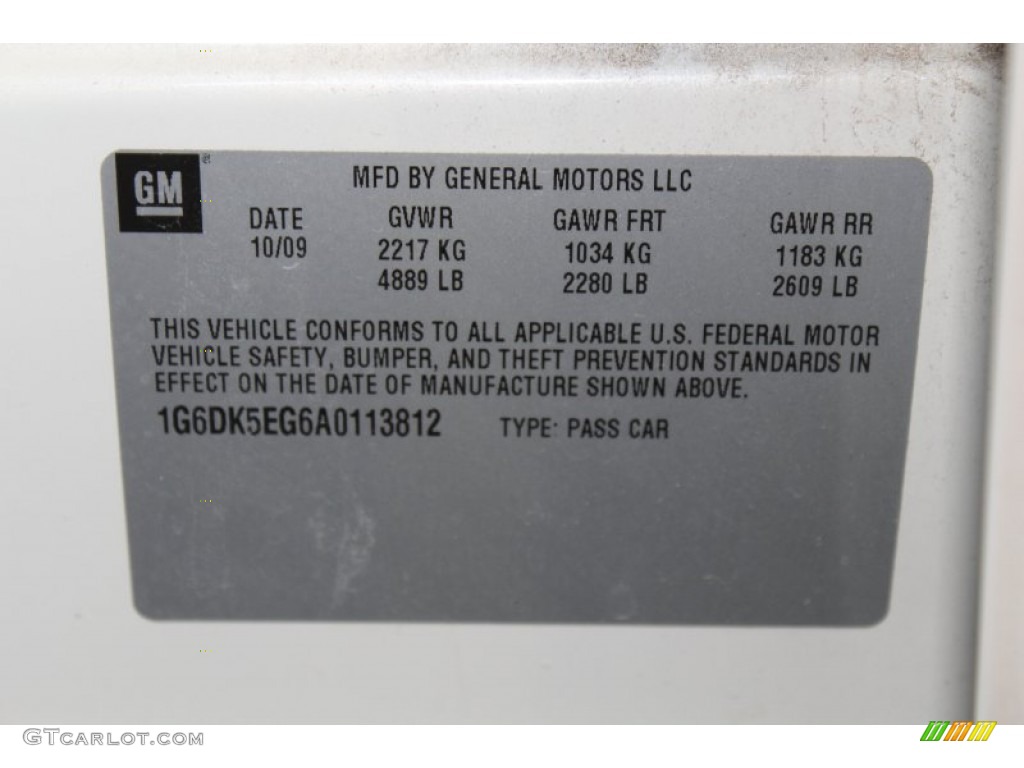 GM
MFD BY GENERAL MOTORS LLC
DATE GVWR GAWR FRT GAWR RR
10/09 2217 KG 1034 KG 1183 KG
4889 LB 2280 LB 2609 LB
THIS VEHICLE CONFORMS TO ALL APPLICABLE U.S. FEDERAL MOTOR
VEHICLE SAFETY, BUMPER, AND THEFT PREVENTION STANDARDS IN
EFFECT ON THE DATE OF MANUFACTURE SHOWN ABOVE.
1G6DK5EG6A0113812 TYPE: PASS CAR
GTCARLOT.COM